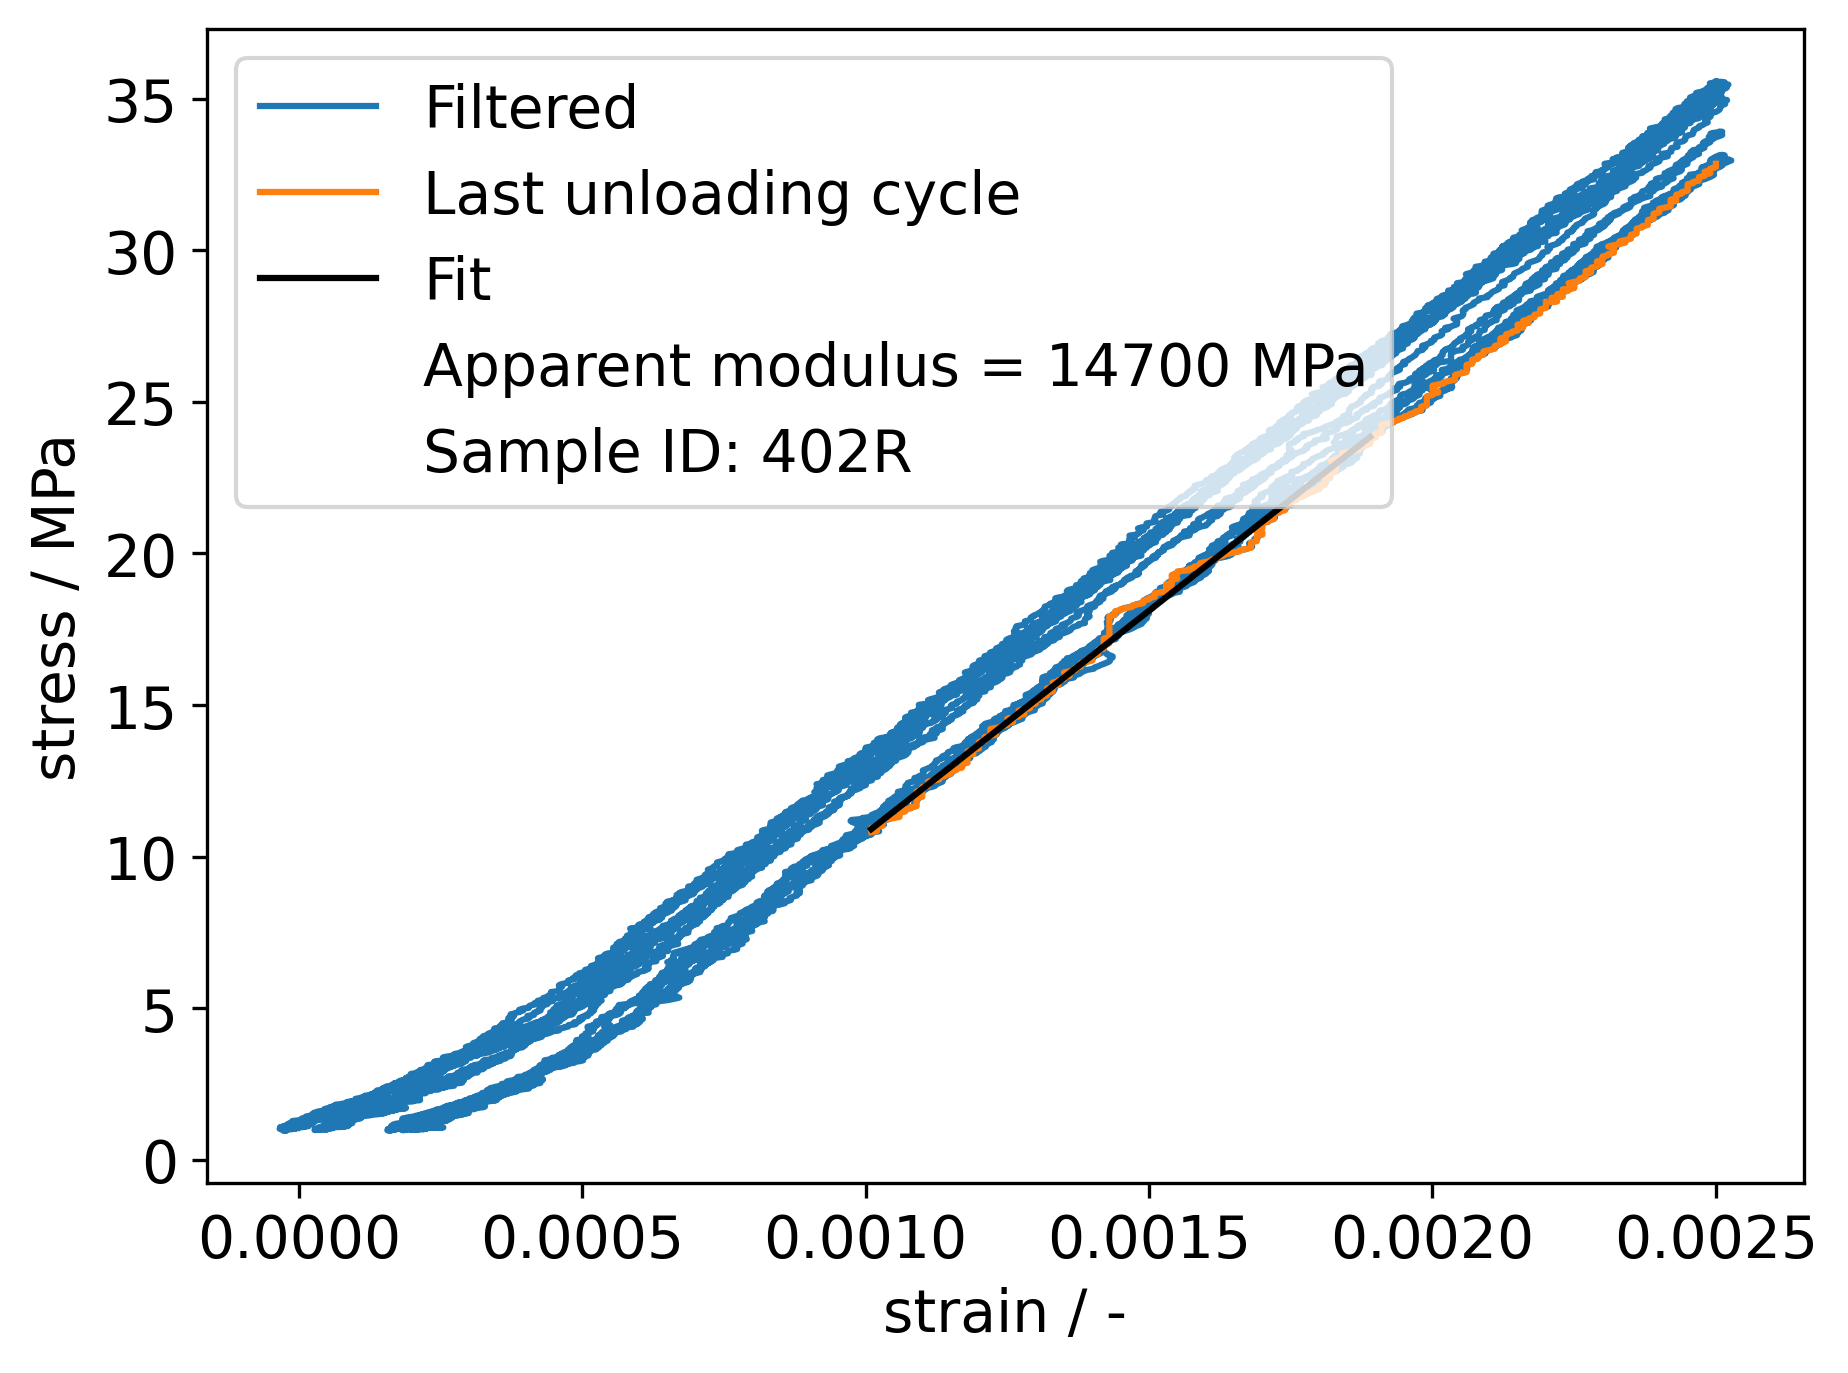 Filtered
Last unloading cycle
Fit
Apparent modulus = 14700 MPa
Sample ID: 402R
35
30
25
20
15
10
5
0
stress / MPa
0.0000 0.0005 0.0010 0.0015 0.0020 0.0025
strain / -